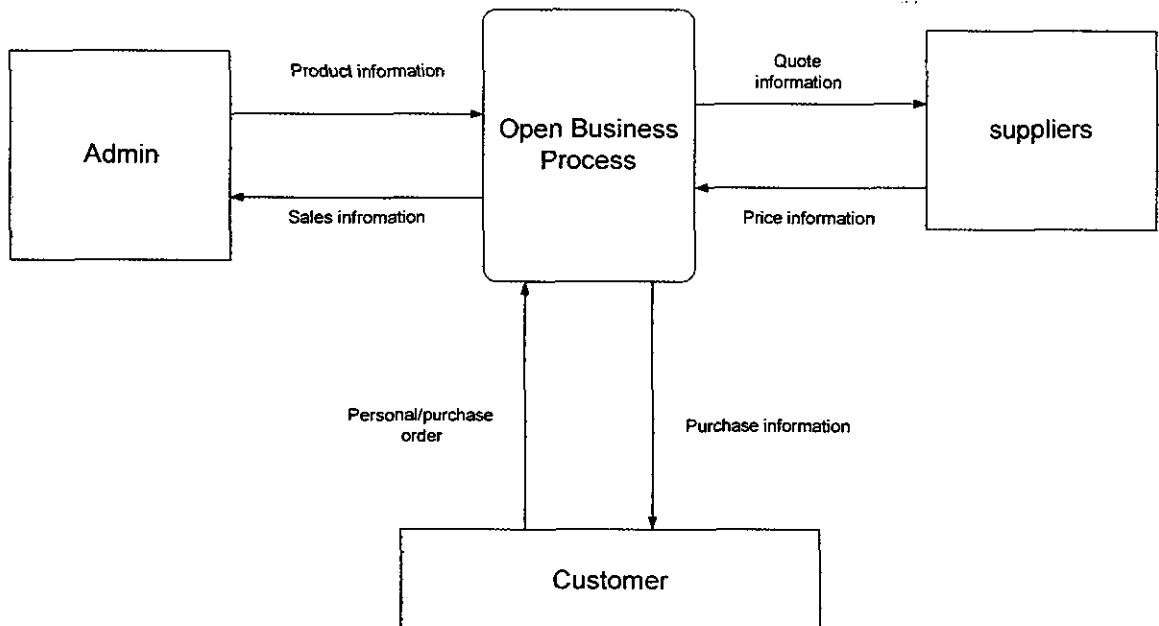 Product information
Quote
information
Admin
Open Business
Process
suppliers
Sales infromation
Price information
Personal/purchase
order
Purchase information
Customer